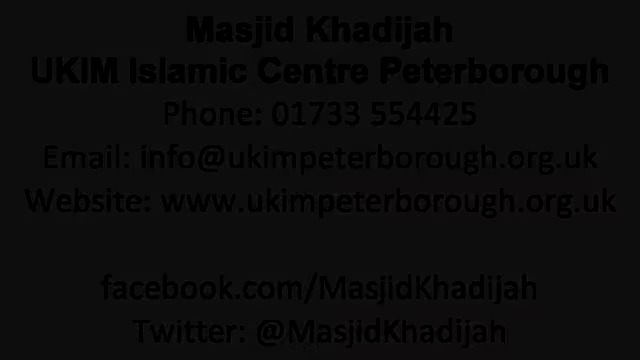 Masjid Khadijah
UKIM Islamic Centre Peterborough
Phone: 01733 554425
Email: info@ukimpeterborough.org.uk
Website: www.ukimpeterborough.org.uk
facebook.com/MasjidKhadijah
Twitter: @MasjidKhadijah